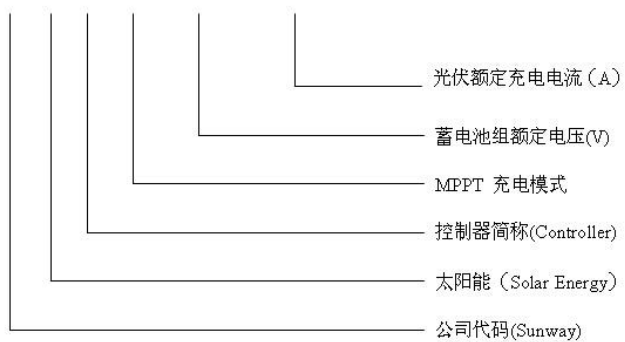 光伏额定充电电流（A）
蓄电池组额定电压(V)
MPPT 充电模式
控制器简称(Controller)
太阳能（Solar Energy）
公司代码(Sunway)